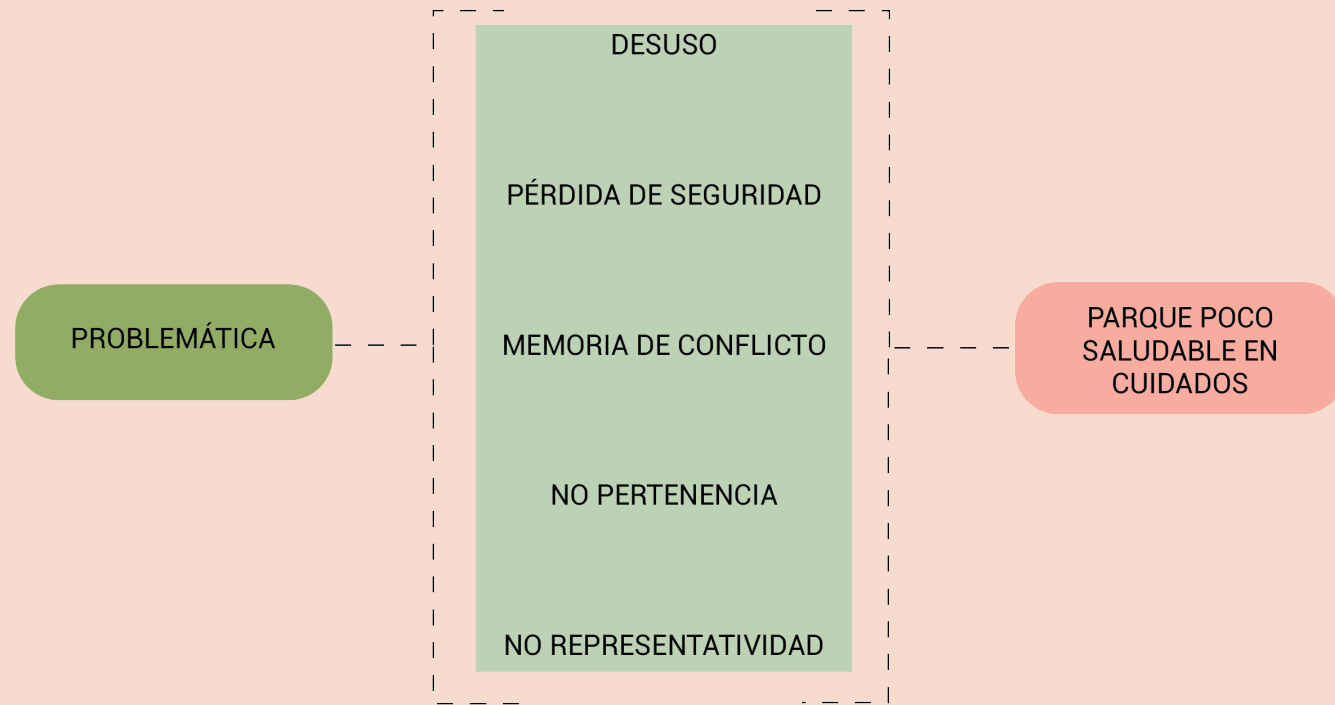 PROBLEMÁTICA
DESUSO
PÉRDIDA DE SEGURIDAD
MEMORIA DE CONFLICTO
NO PERTENENCIA
NO REPRESENTATIVIDAD
PARQUE POCO
SALUDABLE EN
CUIDADOS